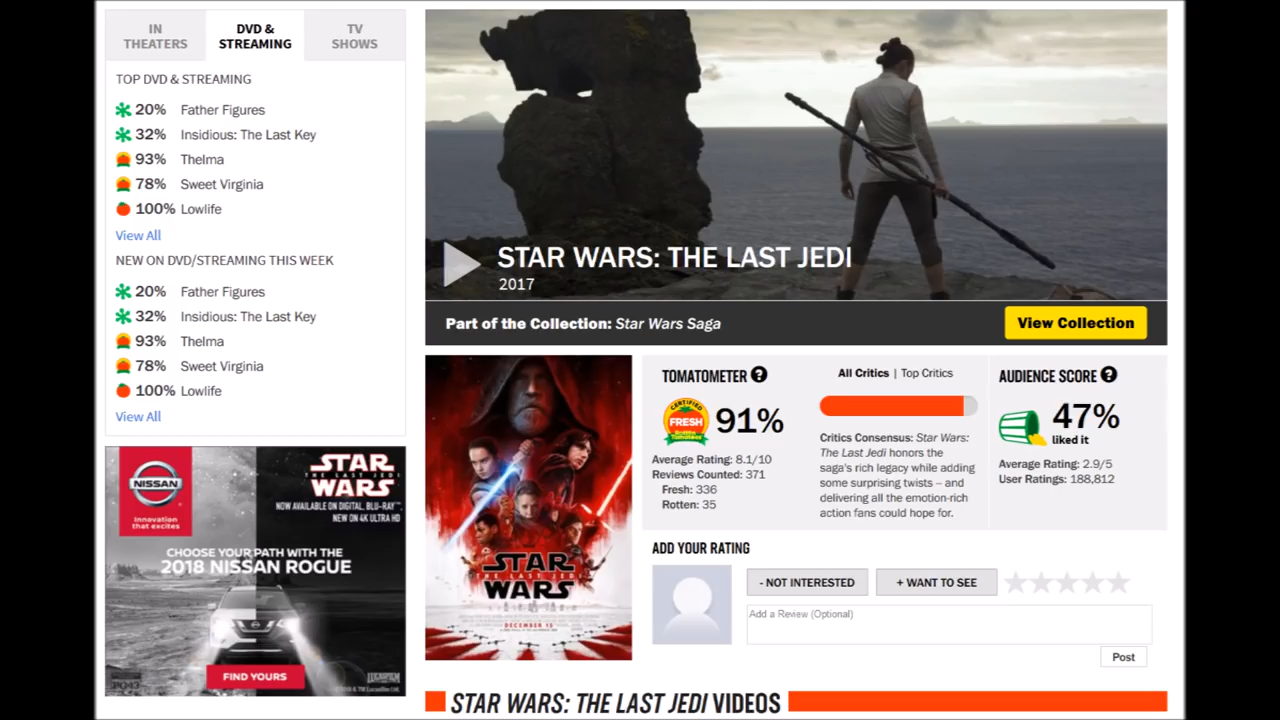 IN
THEATERS
DVD &
STREAMING
TV
SHOWS
TOP DVD & STREAMING
20% Father Figures
32% Insidious: The Last Key
93% Thelma
78% Sweet Virginia
100% Lowlife
View All
NEW ON DVD/STREAMING THIS WEEK
20% Father Figures
32% Insidious: The Last Key
93% Thelma
78% Sweet Virginia
100% Lowlife
View All
NISSAN
Innovation
that excites
STAR
THE LAST JEDI
WARS
NOW AVAILABLE ON DIGITAL, BLU-RAY™,
NEW ON 4K ULTRA HD
CHOOSE YOUR PATH WITH THE
2018 NISSAN ROGUE
FIND YOURS
LUCASFILM
STAR WARS: THE LAST JEDI
2017
Part of the Collection: Star Wars Saga
View Collection
STAR
THE LAST JEDI
WARS
DECEMBER 15
TOMATOMETER ?
CERTIFIED
FRESH
Rotten
Tomatoes
91%
Average Rating: 8.1/10
Reviews Counted: 371
Fresh: 336
Rotten: 35
All Critics | Top Critics
Critics Consensus: Star Wars:
The Last Jedi honors the
saga's rich legacy while adding
some surprising twists -- and
delivering all the emotion-rich
action fans could hope for.
AUDIENCE SCORE ?
47%
liked it
Average Rating: 2.9/5
User Ratings: 188,812
ADD YOUR RATING
- NOT INTERESTED
+ WANT TO SEE
Add a Review (Optional)
Post
STAR WARS: THE LAST JEDI VIDEOS